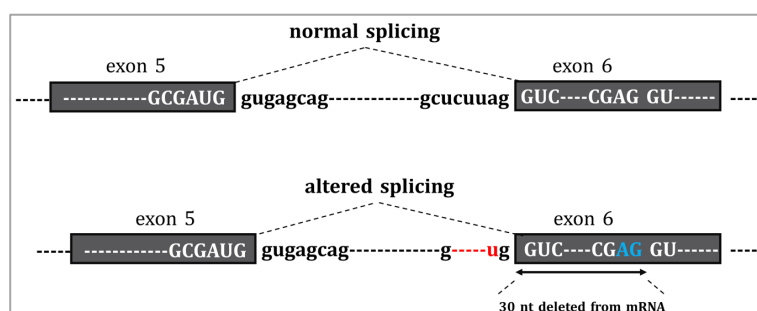 normal splicing
exon 5 exon 6
------------GCGAUG gugagcag------------gcucuuag GUC----CGAG GU------
altered splicing
exon 5 exon 6
------------GCGAUG gugagcag------------g-----ug GUC----CGAG GU------
30 nt deleted from mRNA